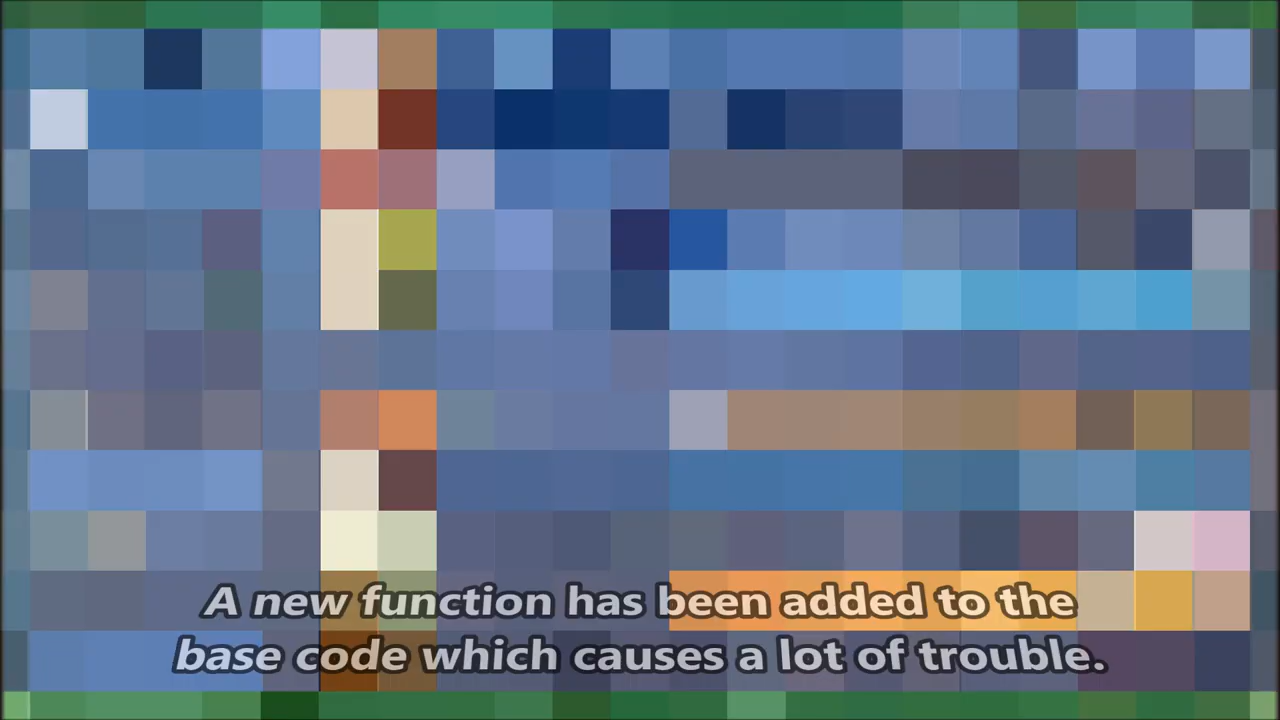 A new function has been added to the
base code which causes a lot of trouble.